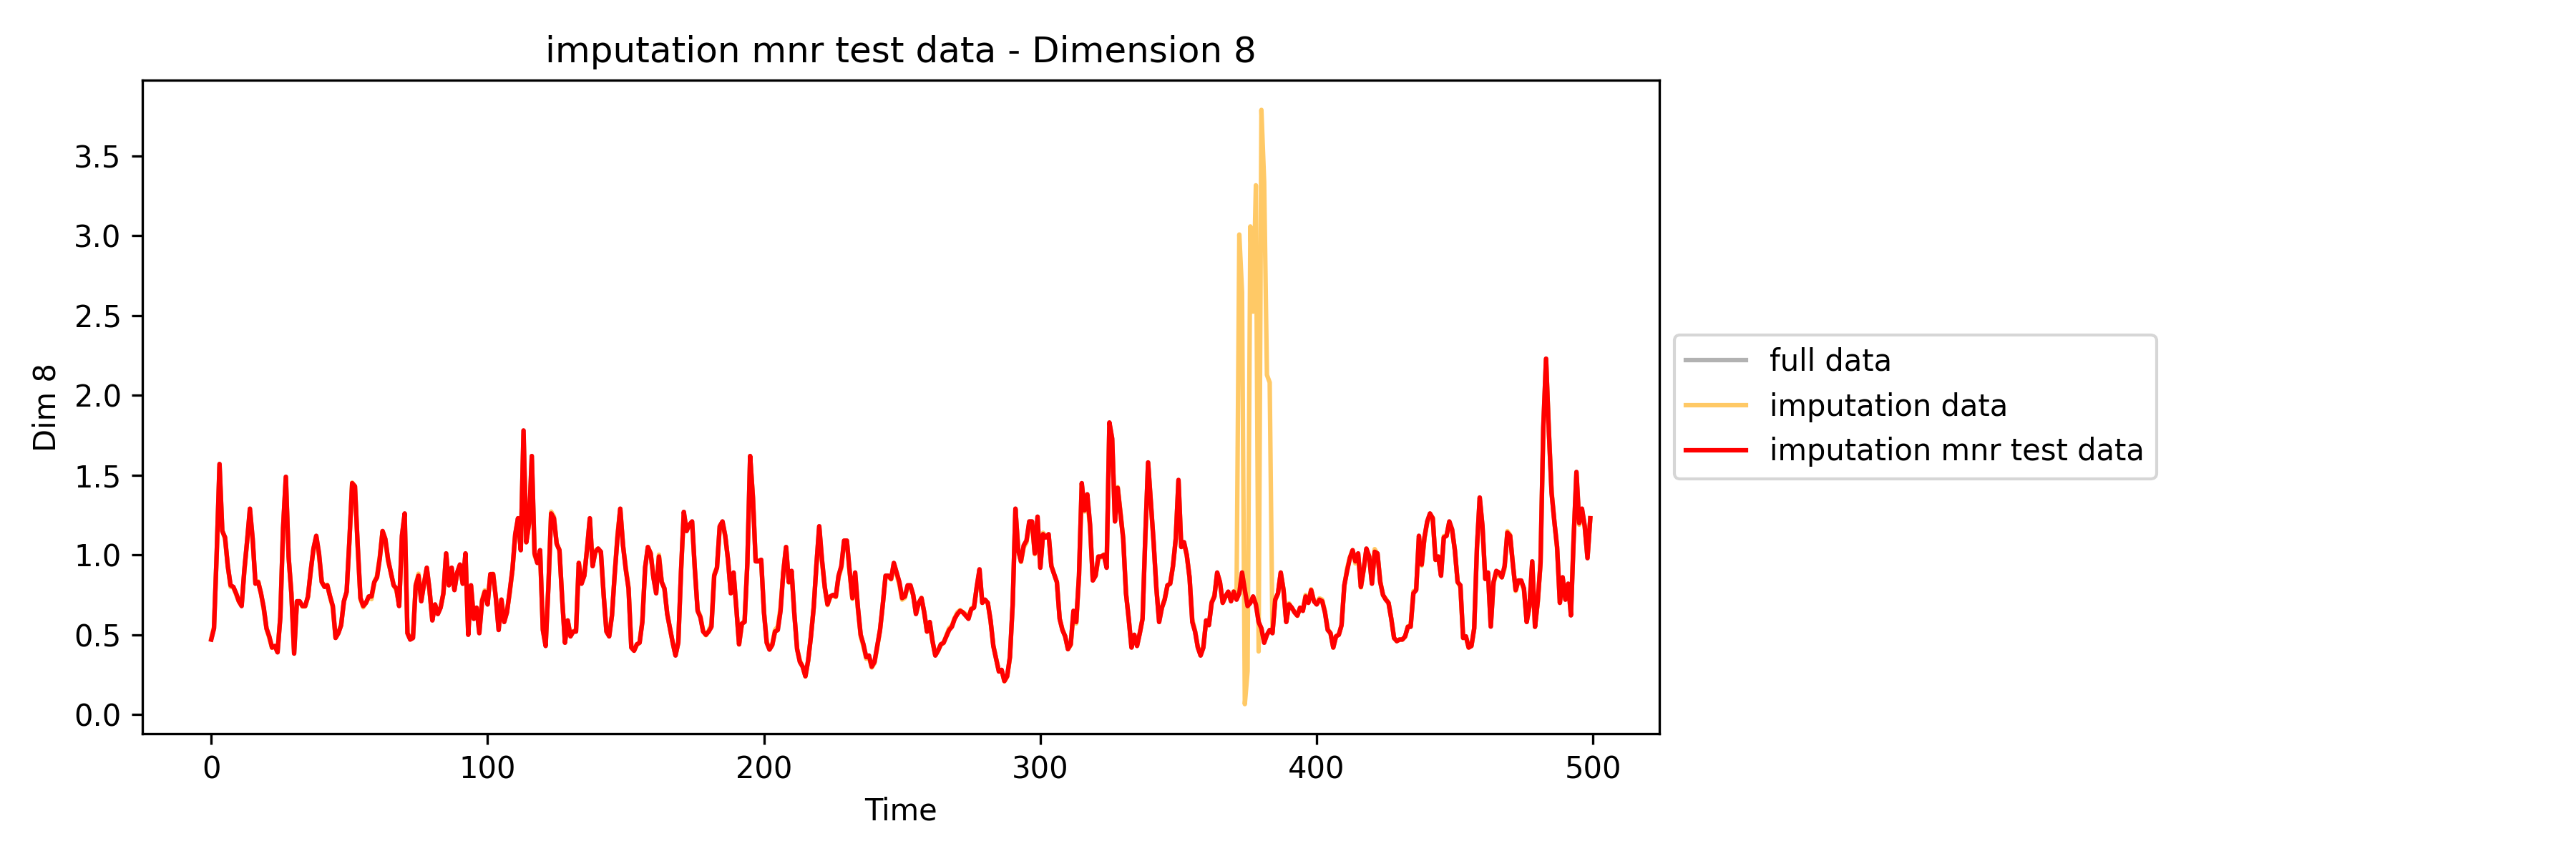 imputation mnr test data - Dimension 8
3.5
3.0
2.5
2.0
1.5
1.0
0.5
0.0
Dim 8
0 100 200 300 400 500
Time
full data
imputation data
imputation mnr test data